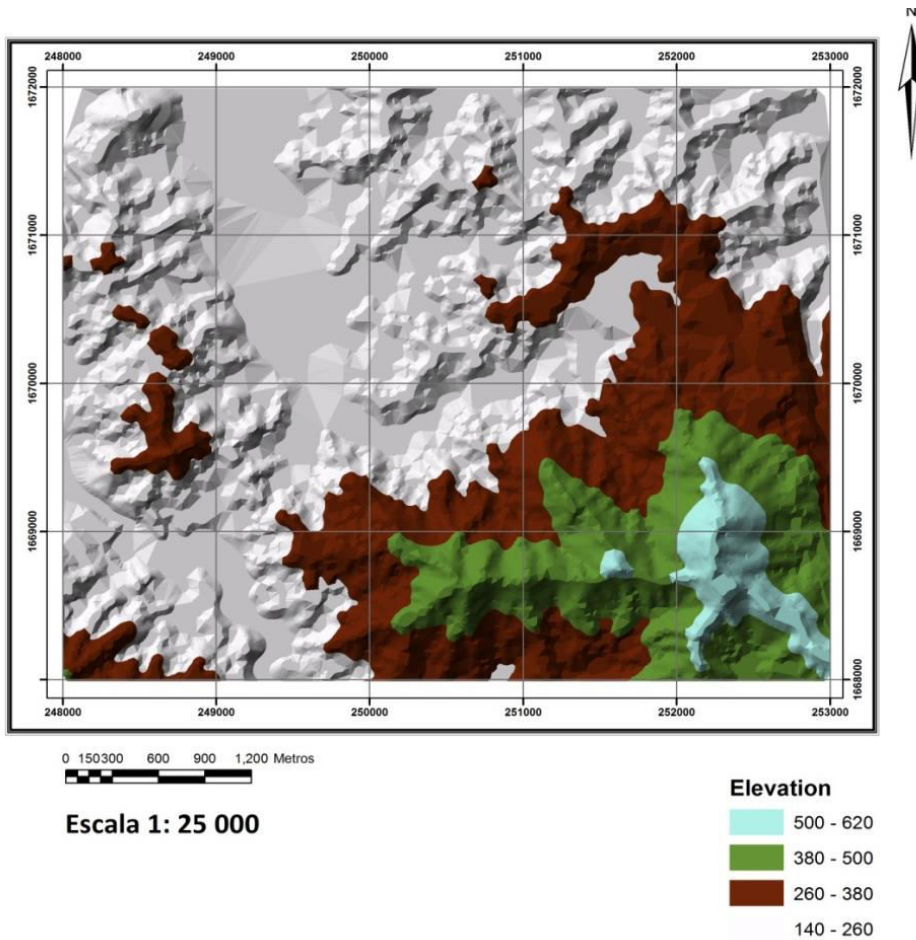 N
248000 249000 250000 251000 252000 253000
1672000 1672000
1671000 1671000
1670000 1670000
1669000 1669000
1668000 1668000
248000 249000 250000 251000 252000 253000
0 150300 600 900 1,200 Metros
Escala 1: 25 000
Elevation
500 - 620
380 - 500
260 - 380
140 - 260